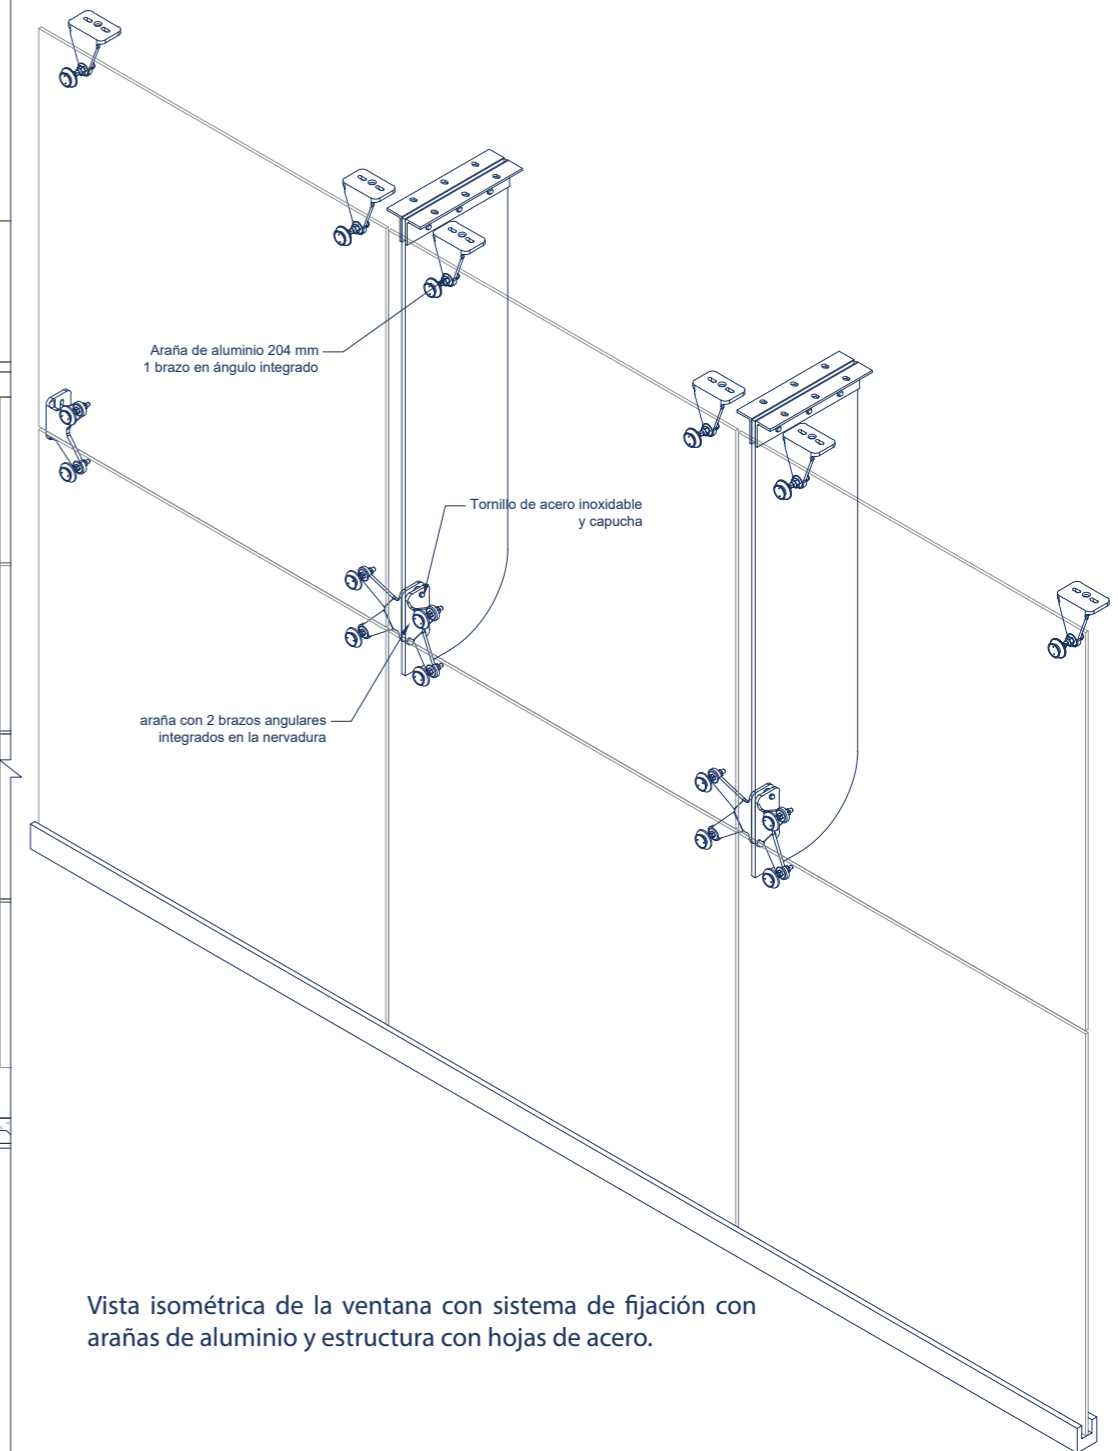 Araña de aluminio 204 mm
1 brazo en ángulo integrado
Tornillo de acero inoxidable
y capucha
araña con 2 brazos angulares
integrados en la nervadura
Vista isométrica de la ventana con sistema de fijación con
arañas de aluminio y estructura con hojas de acero.